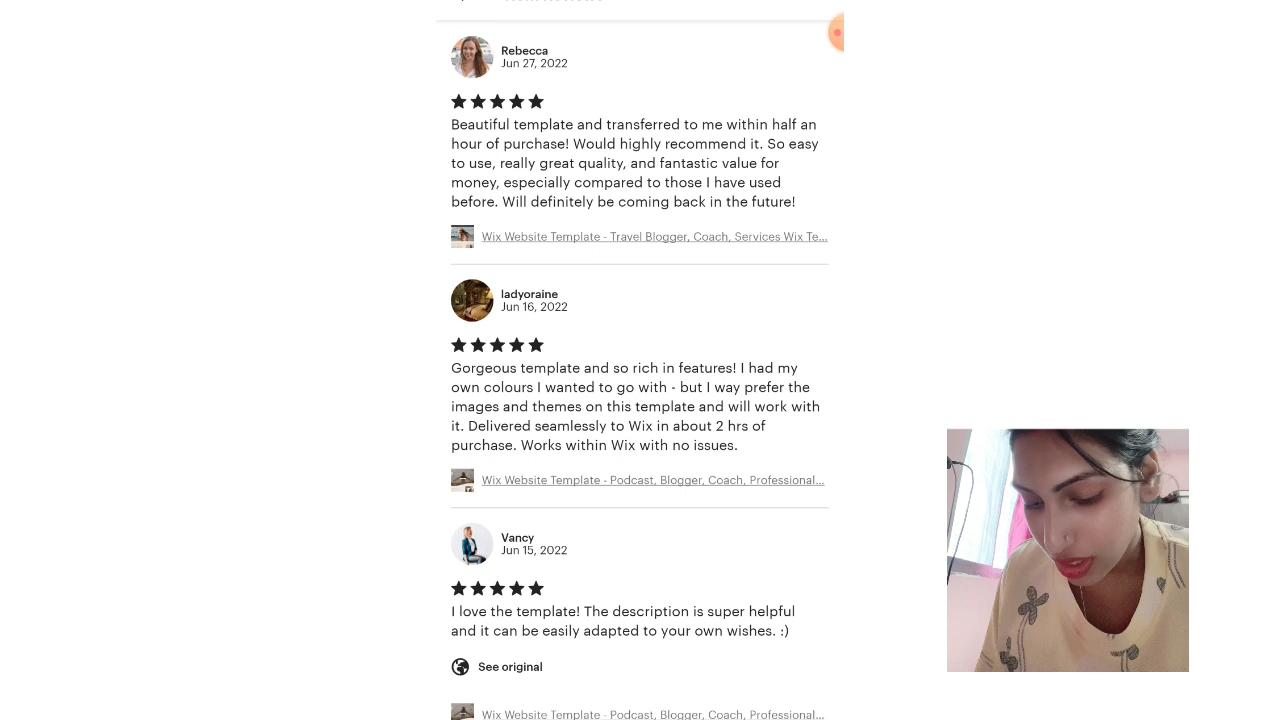 Rebecca
Jun 27, 2022
Beautiful template and transferred to me within half an
hour of purchase! Would highly recommend it. So easy
to use, really great quality, and fantastic value for
money, especially compared to those I have used
before. Will definitely be coming back in the future!
Wix Website Template - Travel Blogger, Coach, Services Wix Te...
ladyoraine
Jun 16, 2022
Gorgeous template and so rich in features! I had my
own colours I wanted to go with - but I way prefer the
images and themes on this template and will work with
it. Delivered seamlessly to Wix in about 2 hrs of
purchase. Works within Wix with no issues.
Wix Website Template - Podcast, Blogger, Coach, Professional...
Vancy
Jun 15, 2022
I love the template! The description is super helpful
and it can be easily adapted to your own wishes. :)
See original
Wix Website Template - Podcast, Blogger, Coach, Professional...